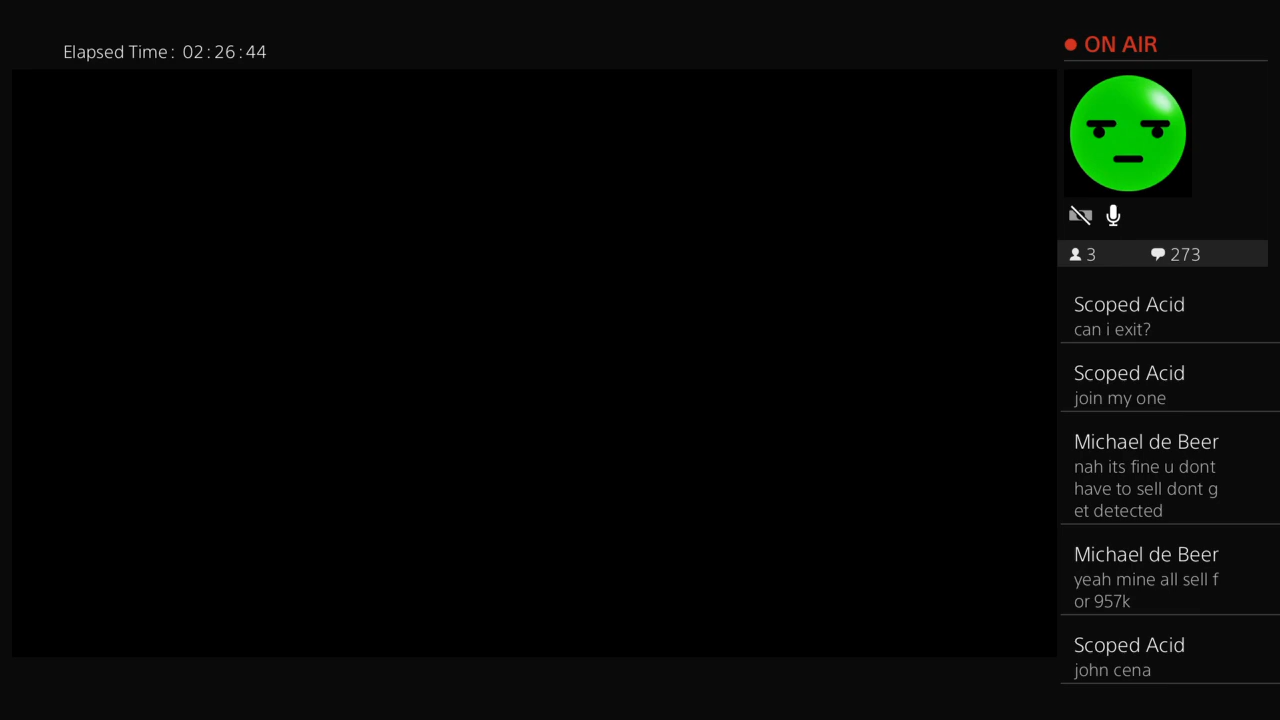 Elapsed Time: 02:26:44
ON AIR
3
273
Scoped Acid
can i exit?
Scoped Acid
join my one
Michael de Beer
nah its fine u dont
have to sell dont g
et detected
Michael de Beer
yeah mine all sell f
or 957k
Scoped Acid
john cena